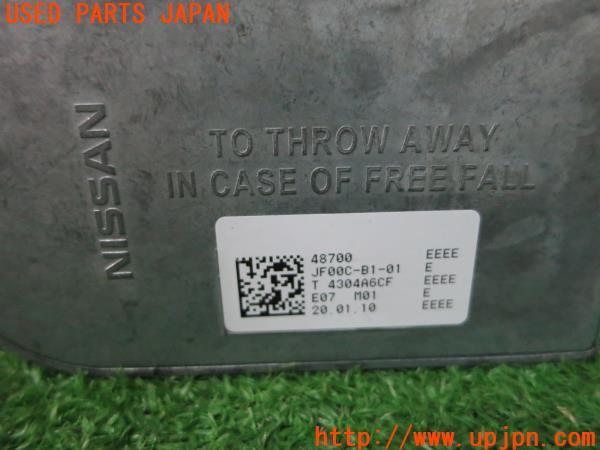 USED PARTS JAPAN
NISSAN
TO THROW AWAY
IN CASE OF FREE FALL
48700 EEEE
JF00C-B1-01 E
T 4304A6CF EEEE
E07 M01 E
20.01.10 EEEE
https://www.upjpn.com